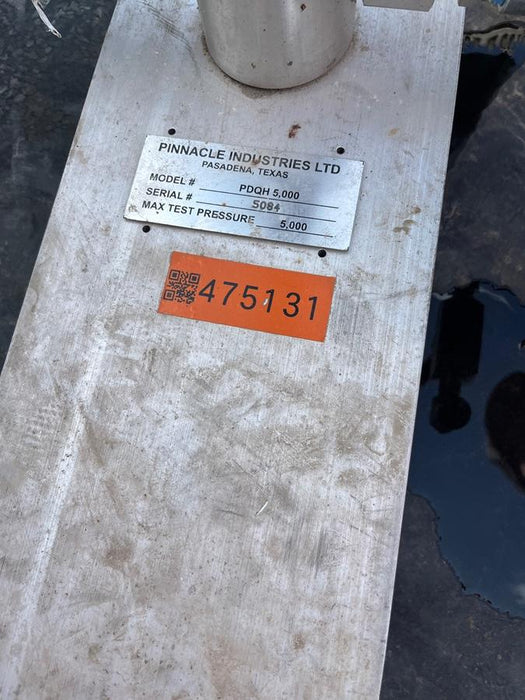 PINNACLE INDUSTRIES LTD
PASADENA, TEXAS
MODEL # PDQH 5,000
SERIAL # 5084
MAX TEST PRESSURE 5,000
475131